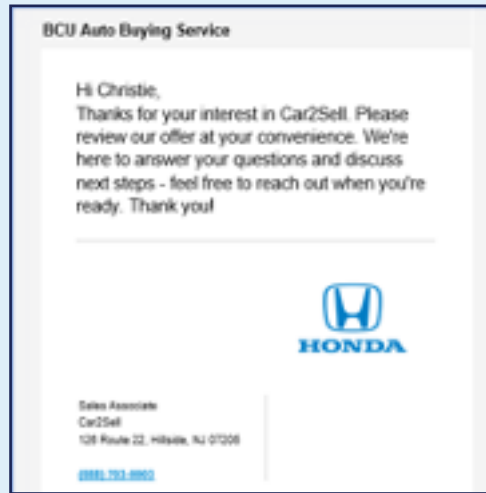 BCU Auto Buying Service
Hi Christie,
Thanks for your interest in Car2Sell. Please
review our offer at your convenience. We're
here to answer your questions and discuss
next steps - feel free to reach out when you're
ready. Thank you!
HONDA
Sales Associate
Car2Sell
Route 22, Hillside, NJ